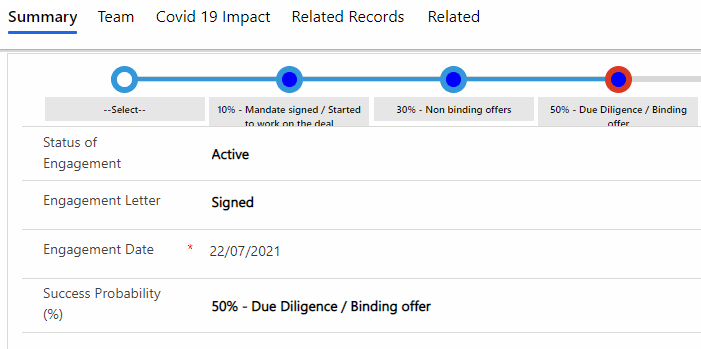 Summary Team Covid 19 Impact Related Records Related
--Select-- 10% - Mandate signed / Started to work on the deal 30% - Non binding offers 50% - Due Diligence / Binding offer
Status of Engagement Active
Engagement Letter Signed
Engagement Date * 22/07/2021
Success Probability (%) 50% - Due Diligence / Binding offer